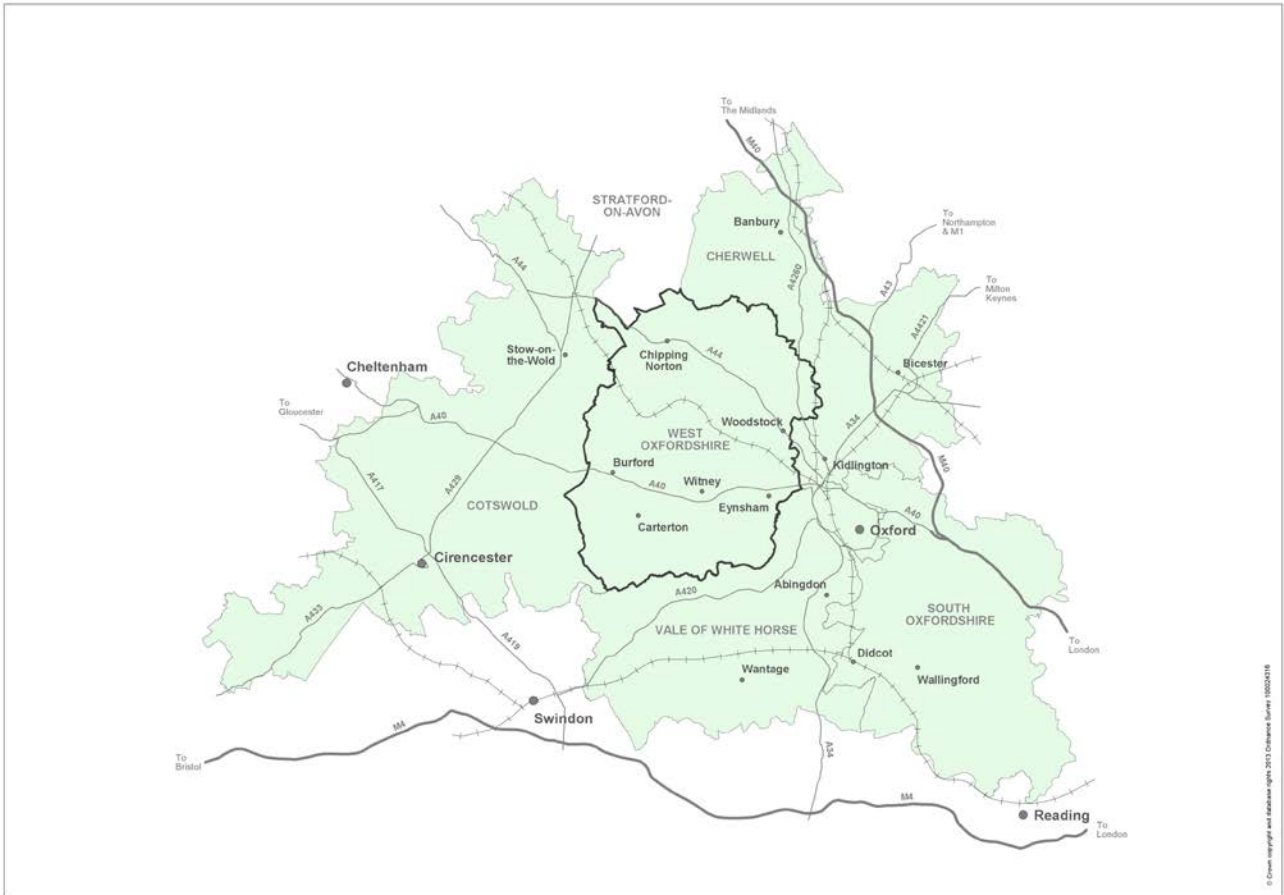 To
The Midlands
M40
STRATFORD-
ON-AVON
To
Northampton
& M1
Banbury
CHERWELL
A44
A4260
A43
To
Milton
Keynes
A4421
Stow-on-
the-Wold
Chipping
Norton
A44
Bicester
Cheltenham
To
Gloucester
A40
Woodstock
A34
WEST
OXFORDSHIRE
Burford
Kidlington
M40
A417
A429
A40
Witney
Eynsham
COTSWOLD
Carterton
Oxford
A40
Cirencester
A420
Abingdon
A433
SOUTH
OXFORDSHIRE
VALE OF WHITE HORSE
A419
To
London
Didcot
Wantage
Wallingford
Swindon
M4
To
Bristol
A34
M4
Reading
To
London
© Crown copyright and database rights 2013 Ordnance Survey 100024316